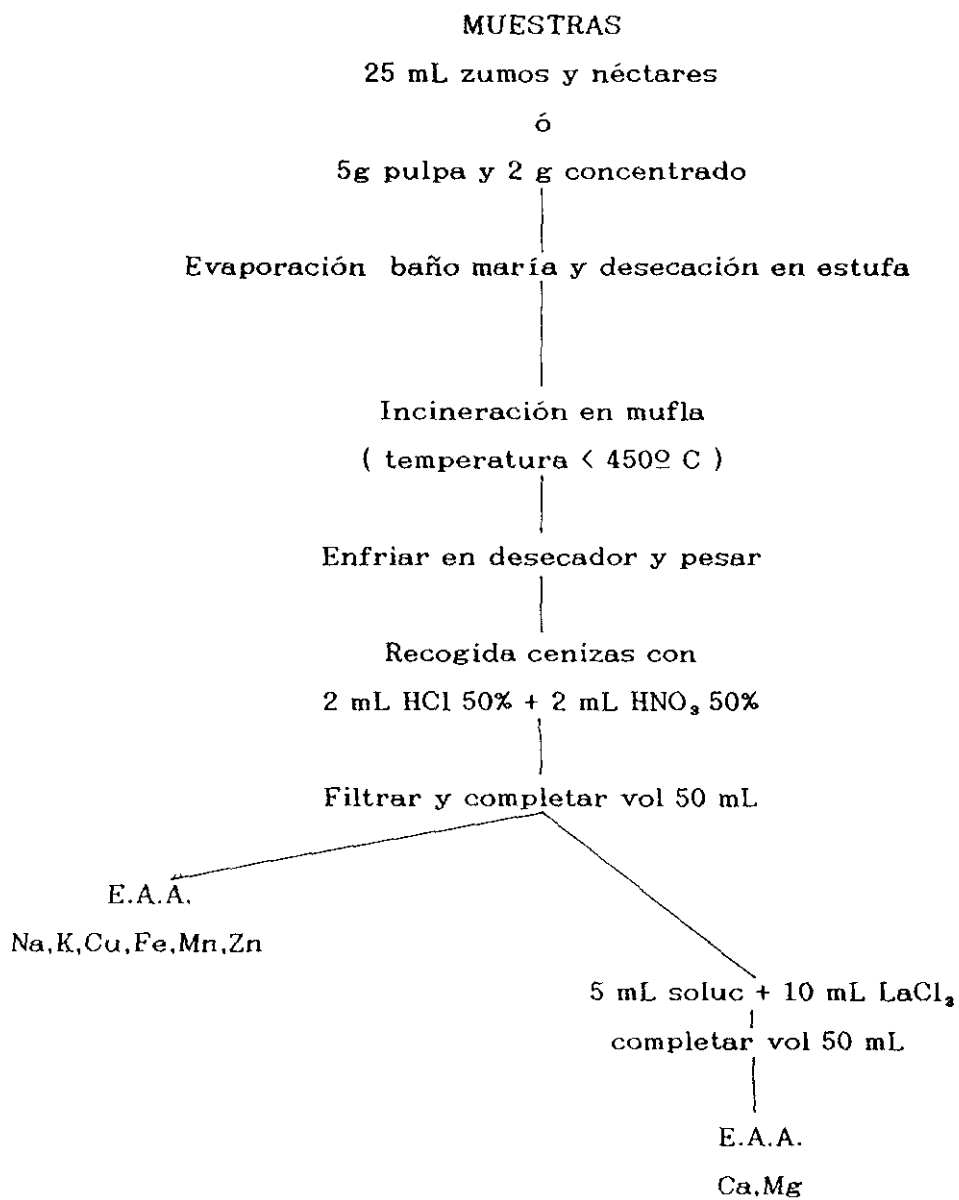 MUESTRAS
25 mL zumos y néctares
ó
5g pulpa y 2 g concentrado
Evaporación baño maría y desecación en estufa
Incineración en mufla
( temperatura < 450º C )
Enfriar en desecador y pesar
Recogida cenizas con
2 mL HCl 50% + 2 mL HNO₃ 50%
Filtrar y completar vol 50 mL
E.A.A.
Na,K,Cu,Fe,Mn,Zn
5 mL soluc + 10 mL LaCl₃
completar vol 50 mL
E.A.A.
Ca,Mg